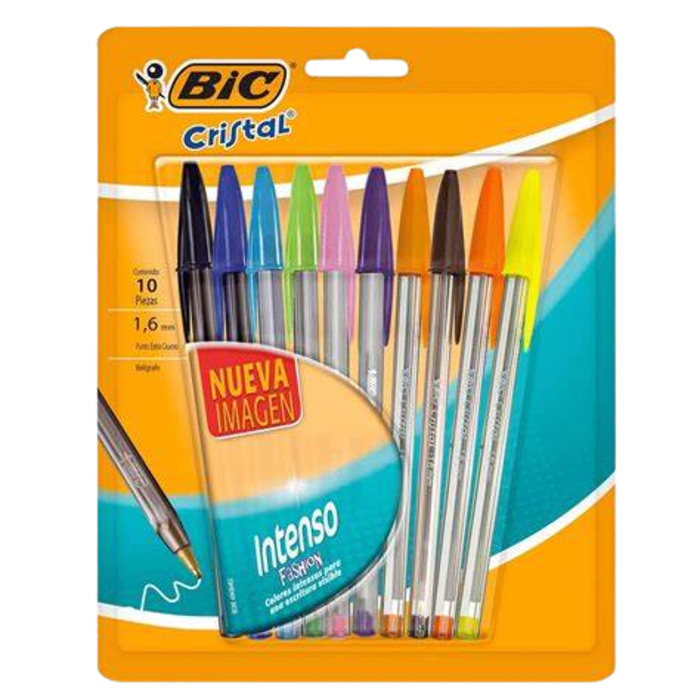 BIC
Cristal®
Contenido
10
Piezas
1,6 mm
Punto Extra Grueso
Bolígrafo
NUEVA
IMAGEN
Intenso
FASHION
Colores intensos para
una escritura visible